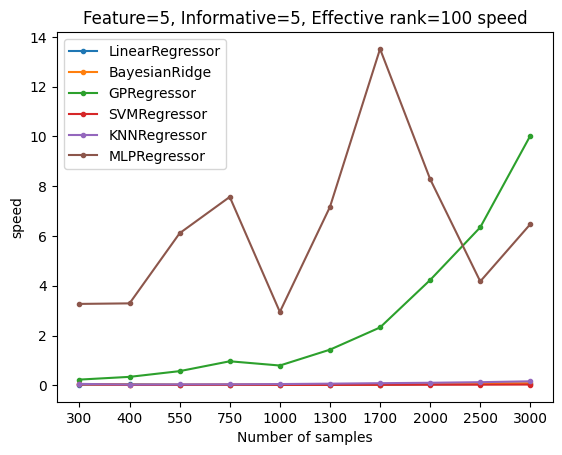 Feature=5, Informative=5, Effective rank=100 speed
14
12
10
8
6
4
2
0
speed
LinearRegressor
BayesianRidge
GPRegressor
SVMRegressor
KNNRegressor
MLPRegressor
300 400 550 750 1000 1300 1700 2000 2500 3000
Number of samples